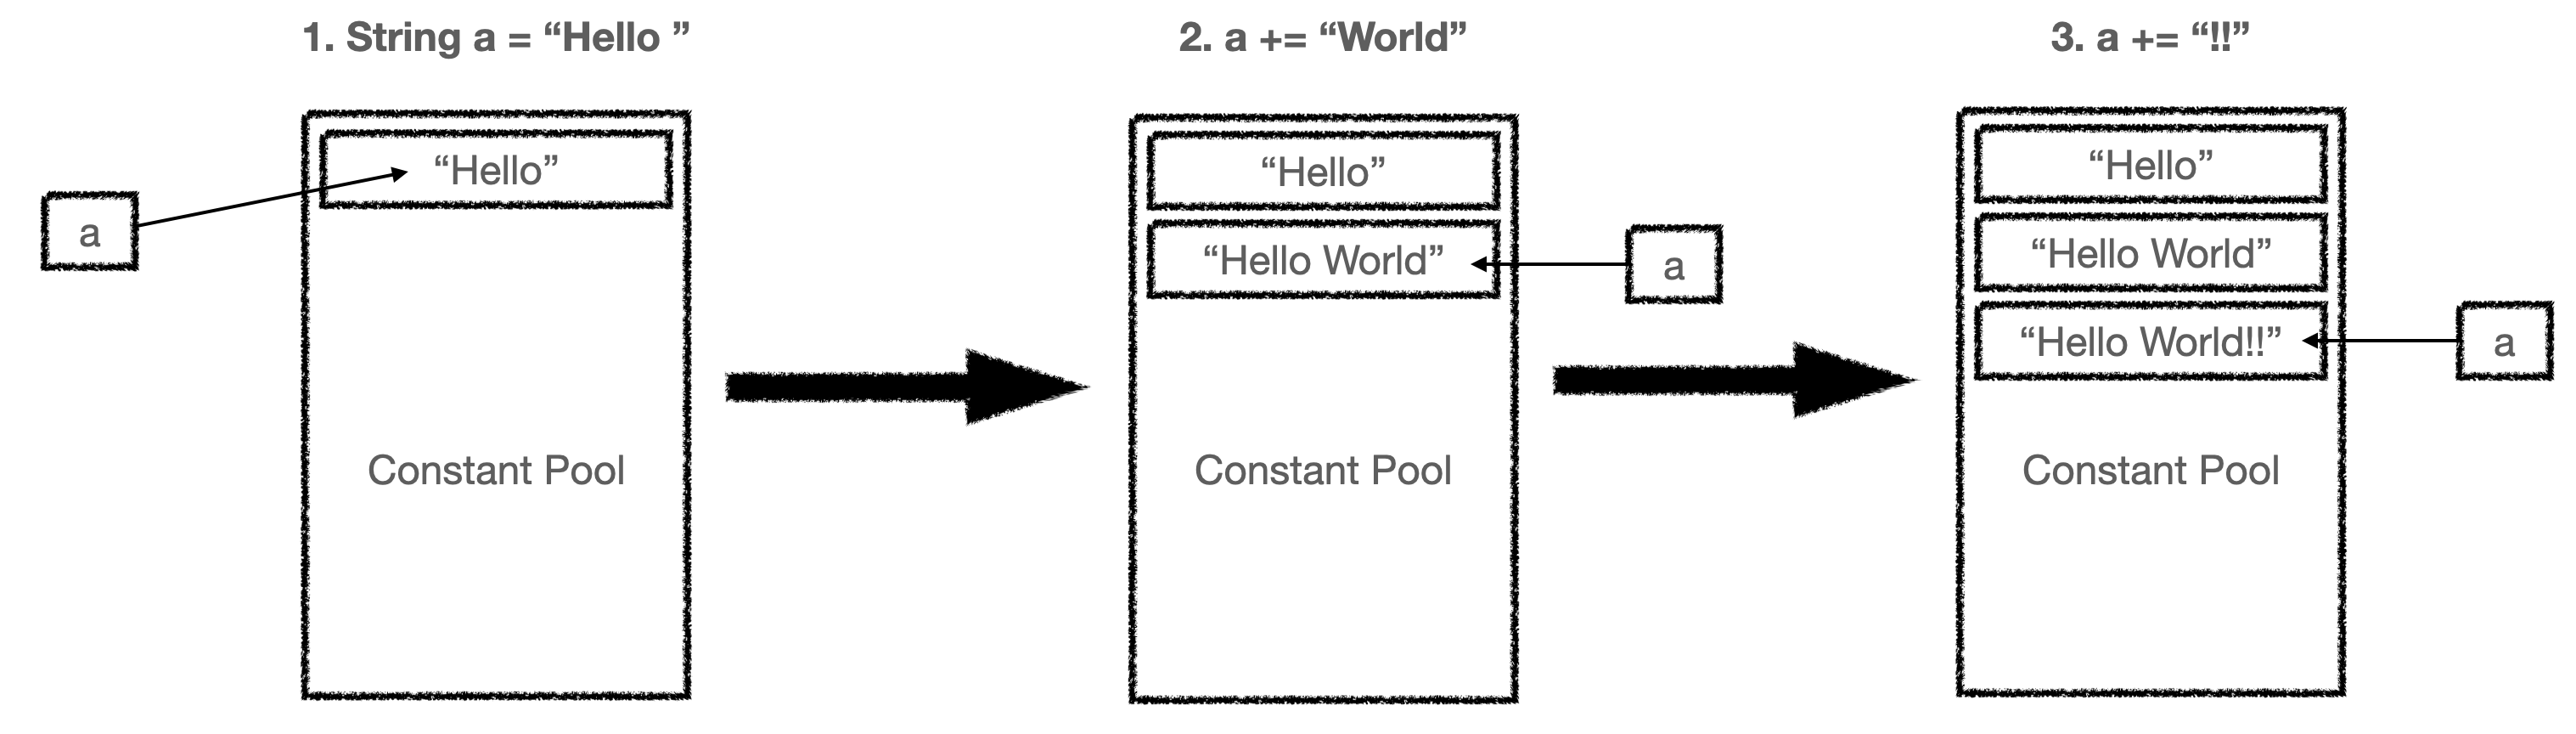 1. String a = “Hello ”
a
“Hello”
Constant Pool
2. a += “World”
“Hello”
“Hello World”
a
Constant Pool
3. a += “!!”
“Hello”
“Hello World”
“Hello World!!”
a
Constant Pool